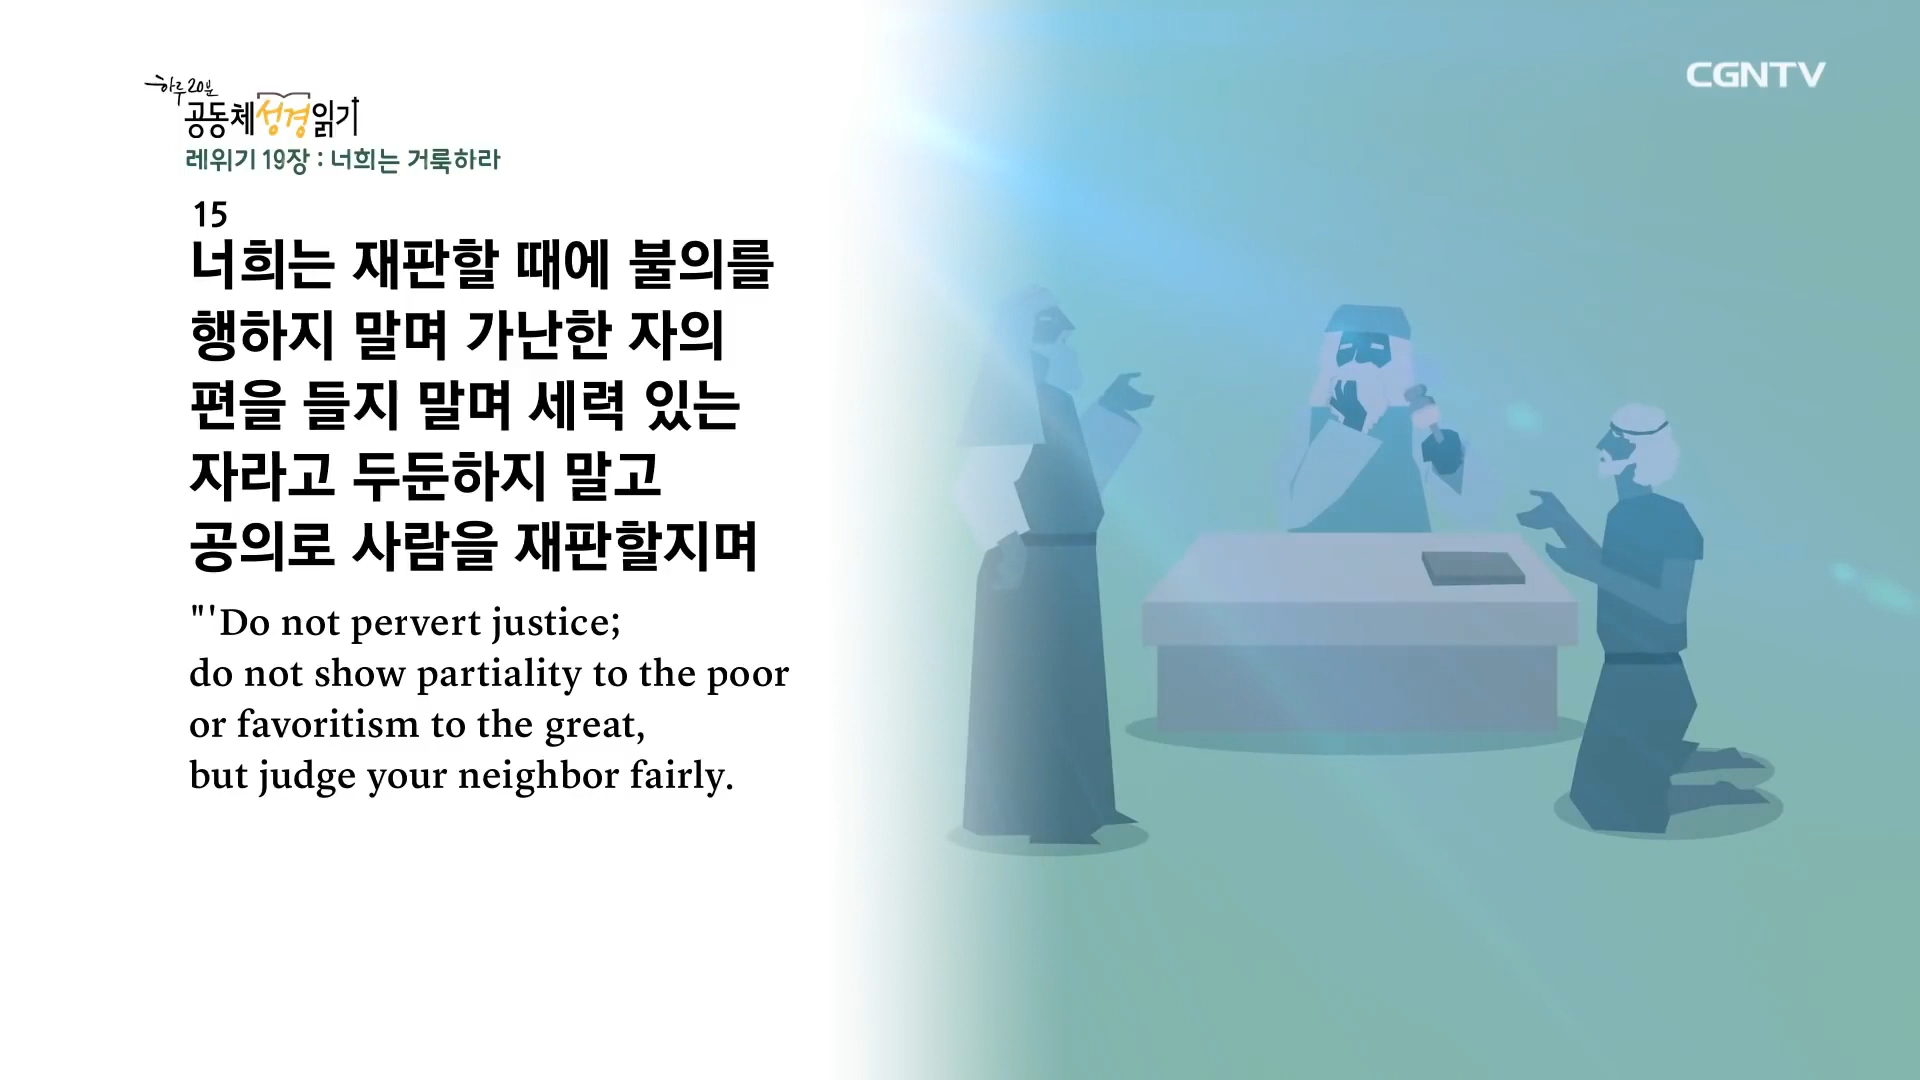 하루 20분
공동체성경읽기
레위기 19장 : 너희는 거룩하라
CGNTV
15
너희는 재판할 때에 불의를
행하지 말며 가난한 자의
편을 들지 말며 세력 있는
자라고 두둔하지 말고
공의로 사람을 재판할지며
"'Do not pervert justice;
do not show partiality to the poor
or favoritism to the great,
but judge your neighbor fairly.